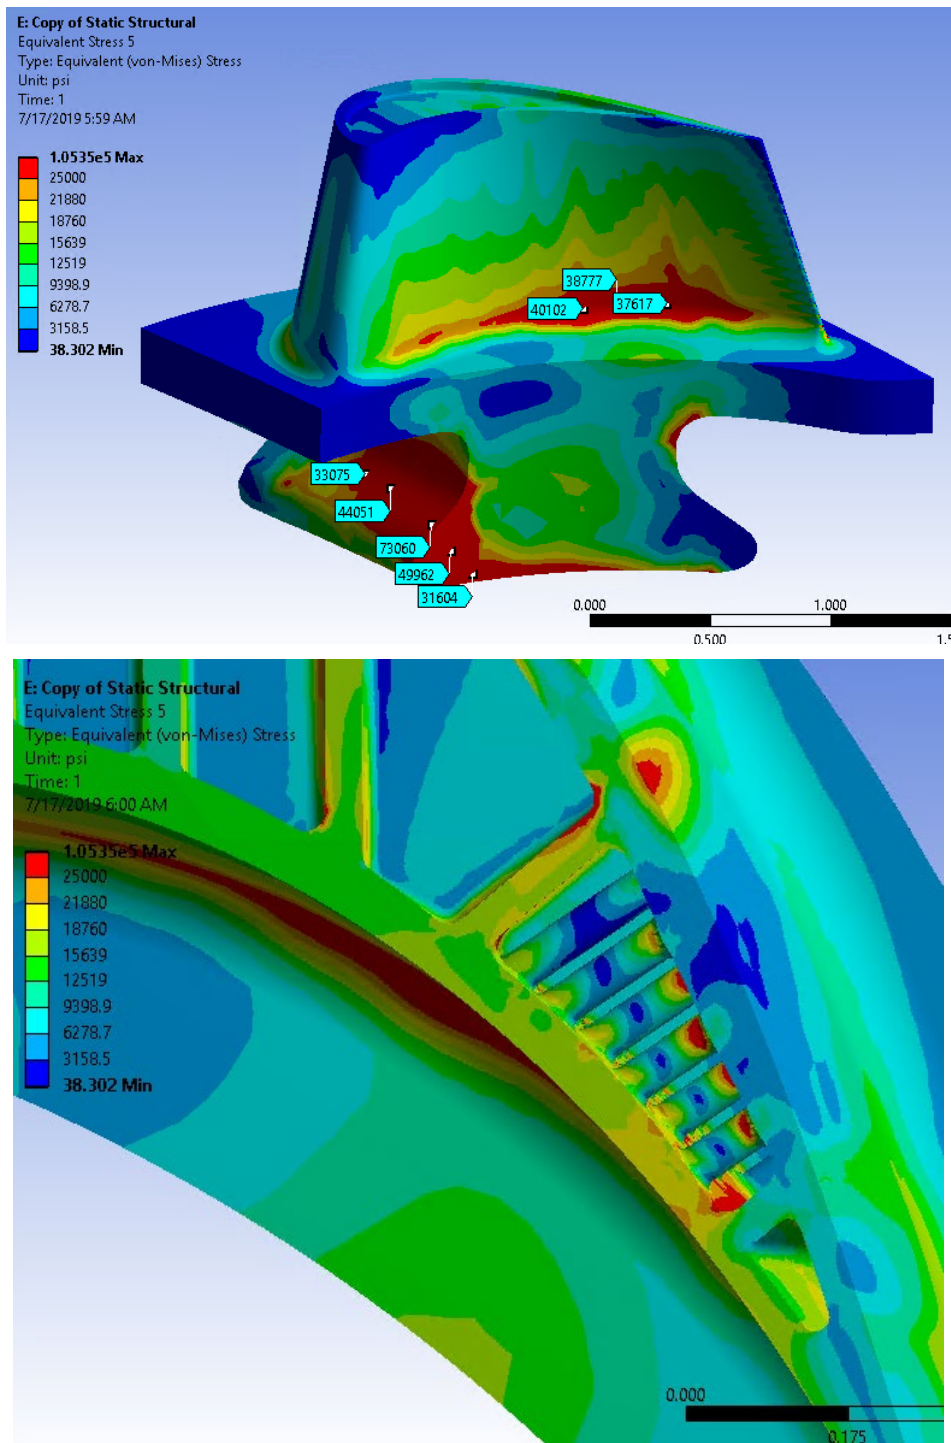 E: Copy of Static Structural
Equivalent Stress 5
Type: Equivalent (von-Mises) Stress
Unit: psi
Time: 1
7/17/2019 5:59 AM
1.0535e5 Max
25000
21880
18760
15639
12519
9398.9
6278.7
3158.5
38.302 Min
38777
40102
37617
33075
44051
73060
49962
31604
0.000
1.000
0.500
1.5
E: Copy of Static Structural
Equivalent Stress 5
Type: Equivalent (von-Mises) Stress
Unit: psi
Time: 1
7/17/2019 6:00 AM
1.0535e5 Max
25000
21880
18760
15639
12519
9398.9
6278.7
3158.5
38.302 Min
0.000
0.175